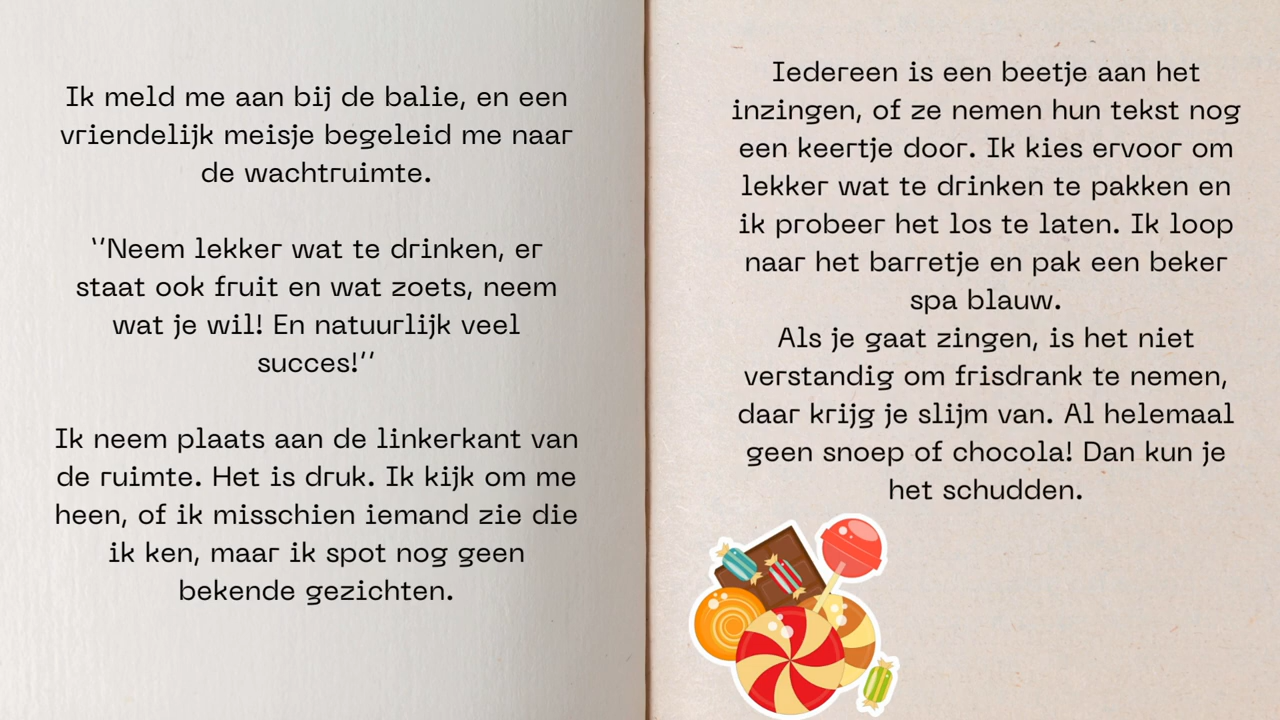 Ik meld me aan bij de balie, en een
vriendelijk meisje begeleid me naar
de wachtruimte.
‘’Neem lekker wat te drinken, er
staat ook fruit en wat zoets, neem
wat je wil! En natuurlijk veel
succes!’’
Ik neem plaats aan de linkerkant van
de ruimte. Het is druk. Ik kijk om me
heen, of ik misschien iemand zie die
ik ken, maar ik spot nog geen
bekende gezichten.
Iedereen is een beetje aan het
inzingen, of ze nemen hun tekst nog
een keertje door. Ik kies ervoor om
lekker wat te drinken te pakken en
ik probeer het los te laten. Ik loop
naar het barretje en pak een beker
spa blauw.
Als je gaat zingen, is het niet
verstandig om frisdrank te nemen,
daar krijg je slijm van. Al helemaal
geen snoep of chocola! Dan kun je
het schudden.